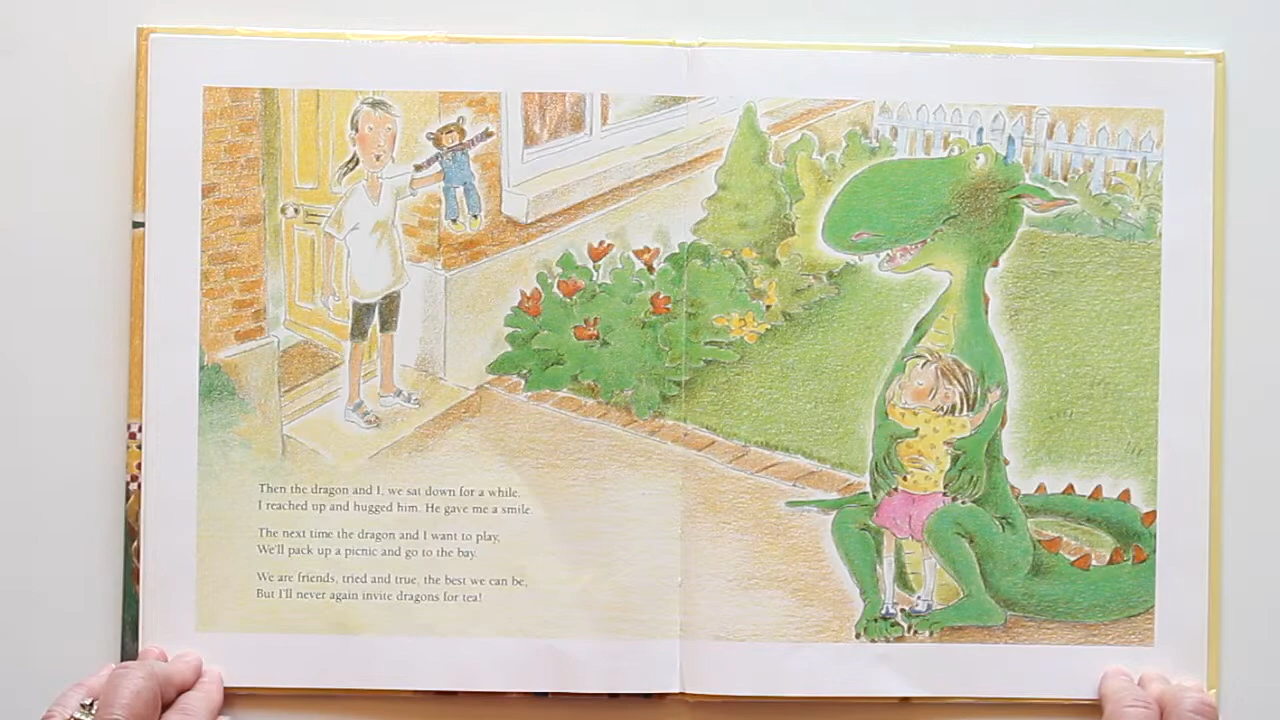 Then the dragon and I, we sat down for a while.
I reached up and hugged him. He gave me a smile.
The next time the dragon and I want to play,
We'll pack up a picnic and go to the bay.
We are friends, tried and true, the best we can be,
But I'll never again invite dragons for tea!